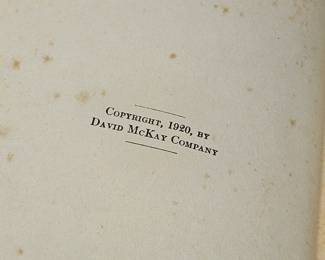 Copyright, 1920, by
David McKay Company